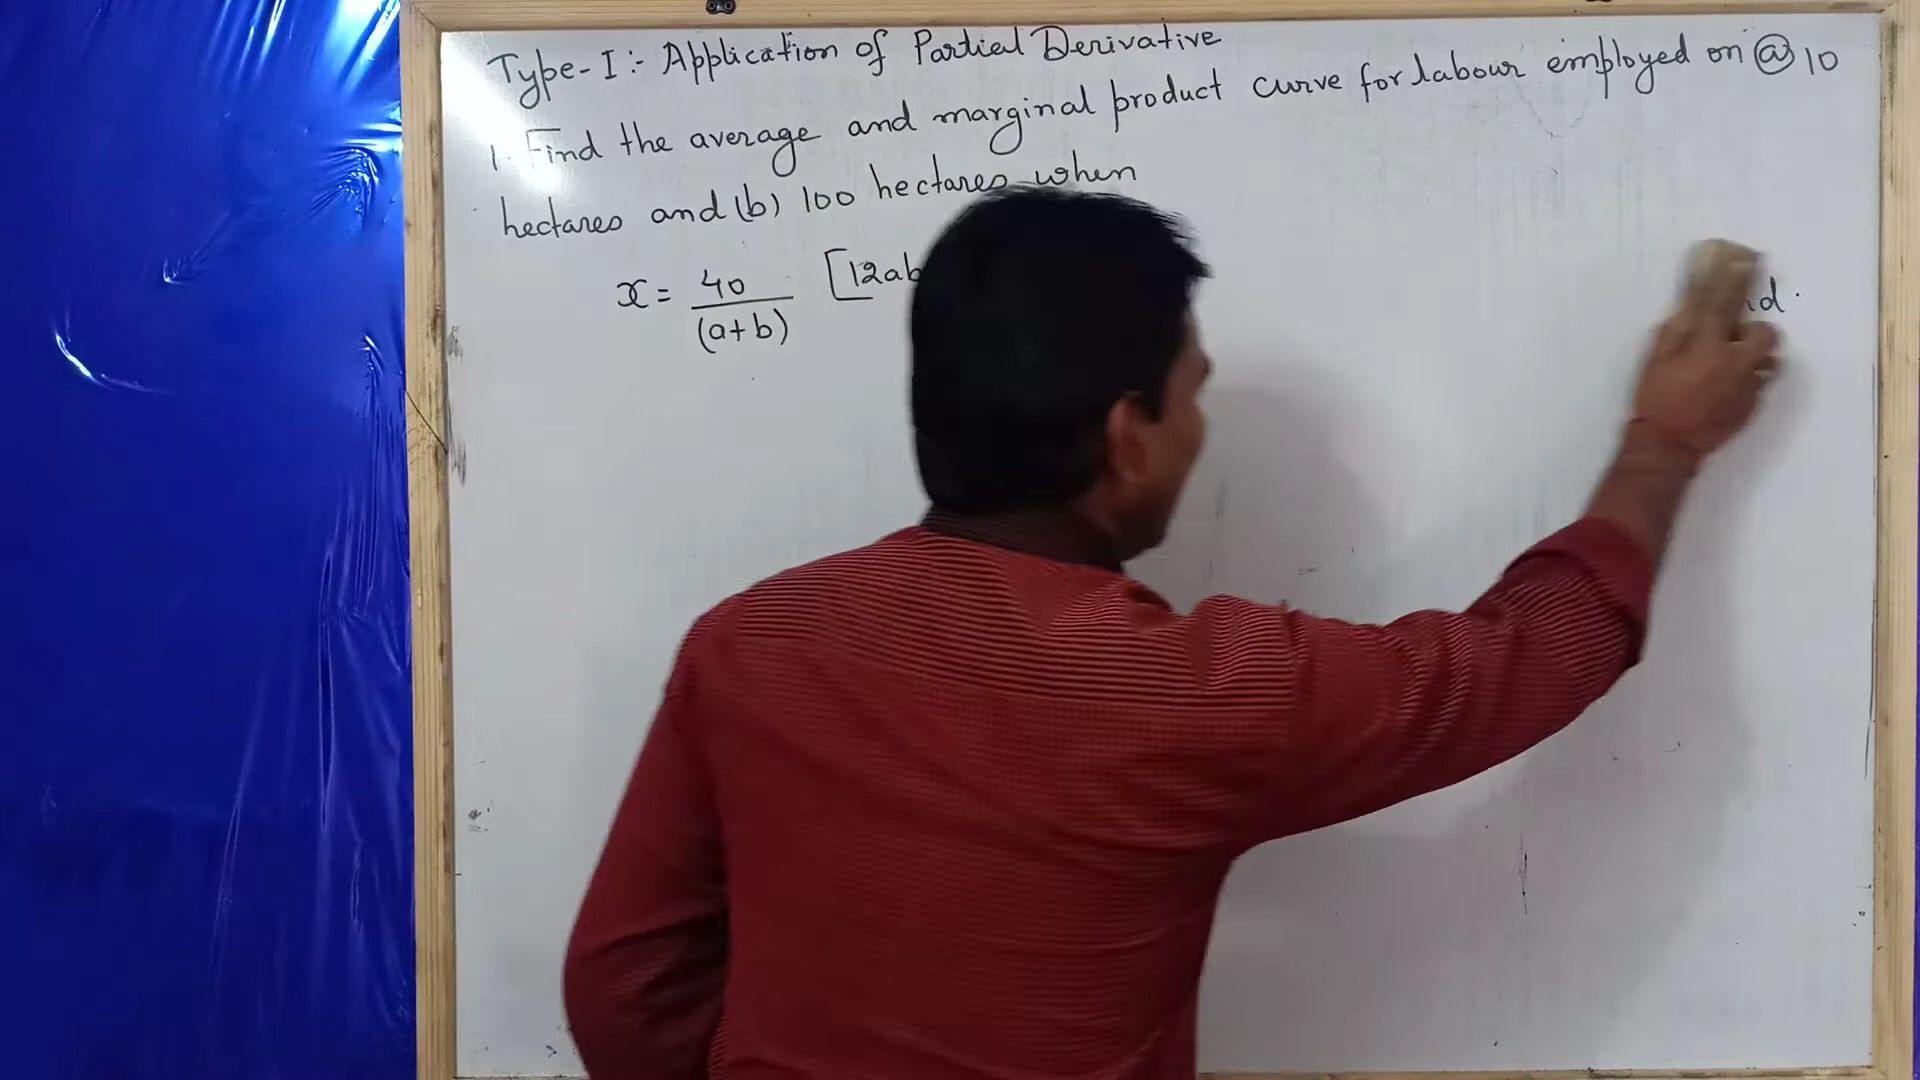 Type-I :- Application of Partial Derivative
1. Find the average and marginal product curve for labour employed on @ 10
hectares and (b) 100 hectares when
x = 40/(a+b) [12ab
d.